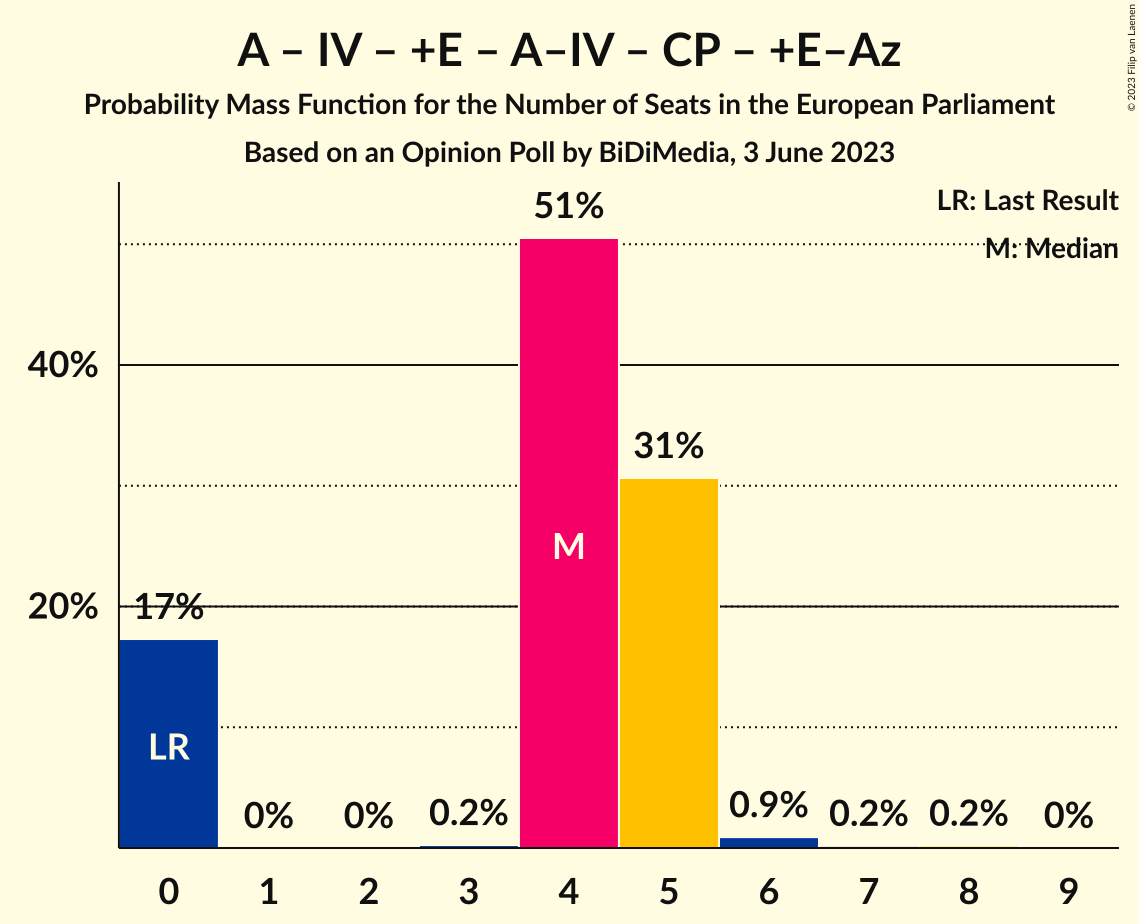 A – IV – +E – A–IV – CP – +E–Az
Probability Mass Function for the Number of Seats in the European Parliament
Based on an Opinion Poll by BiDiMedia, 3 June 2023
© 2023 Filip van Laenen
LR: Last Result
M: Median
51%
40%
31%
M
20%
17%
LR
0%
0%
0.2%
0.9%
0.2%
0.2%
0%
0
1
2
3
4
5
6
7
8
9